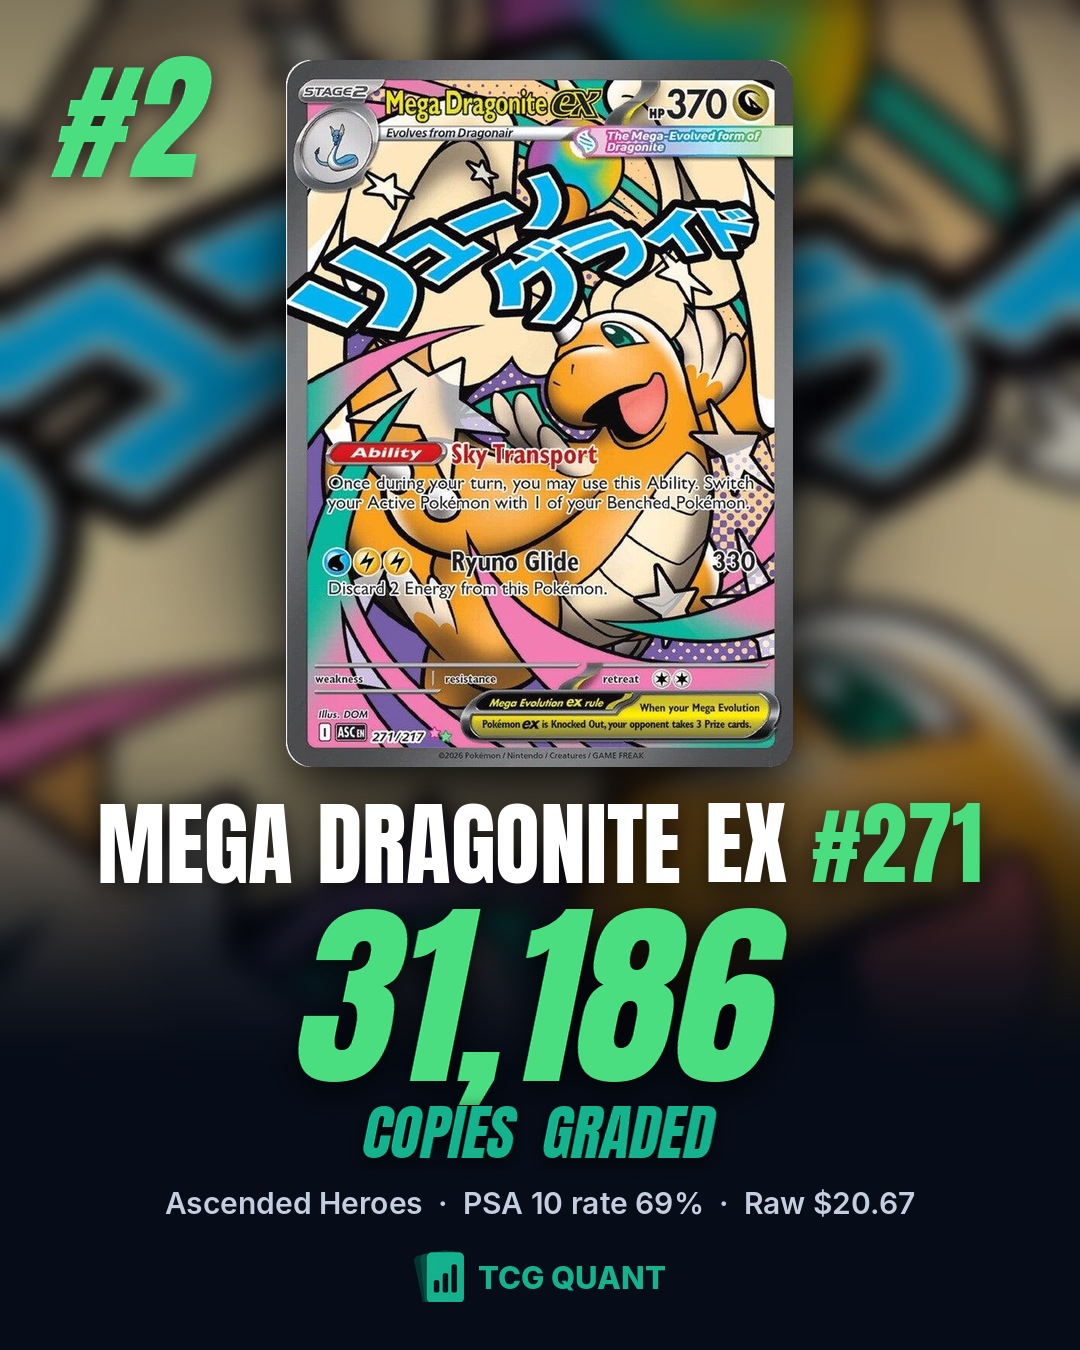 #2
STAGE2
Mega Dragonite ex HP 370
Evolves from Dragonair
The Mega-Evolved form of
Dragonite
リューノ
グライド
Ability Sky Transport
Once during your turn, you may use this Ability. Switch
your Active Pokémon with 1 of your Benched Pokémon.
Ryuno Glide 330
Discard 2 Energy from this Pokémon.
weakness resistance retreat
Mega Evolution ex rule When your Mega Evolution
Pokémon ex is Knocked Out, your opponent takes 3 Prize cards.
Illus. DOM
I ASC EN 271/217
©2026 Pokémon / Nintendo / Creatures / GAME FREAK
MEGA DRAGONITE EX #271
31,186
COPIES GRADED
Ascended Heroes · PSA 10 rate 69% · Raw $20.67
TCG QUANT